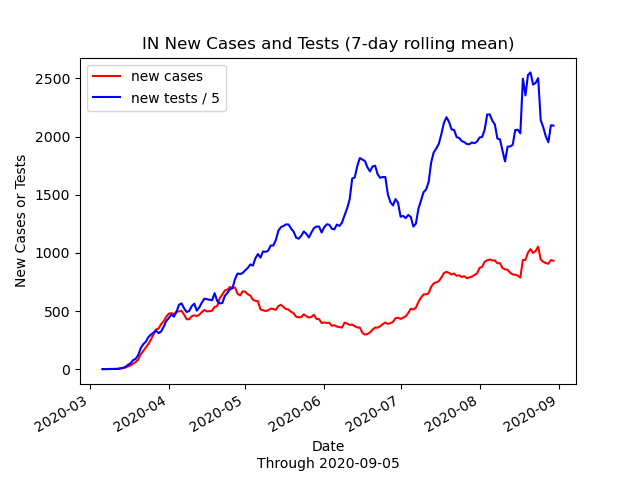 IN New Cases and Tests (7-day rolling mean)
new cases
new tests / 5
New Cases or Tests
2500
2000
1500
1000
500
0
2020-03
2020-04
2020-05
2020-06
2020-07
2020-08
2020-09
Date
Through 2020-09-05